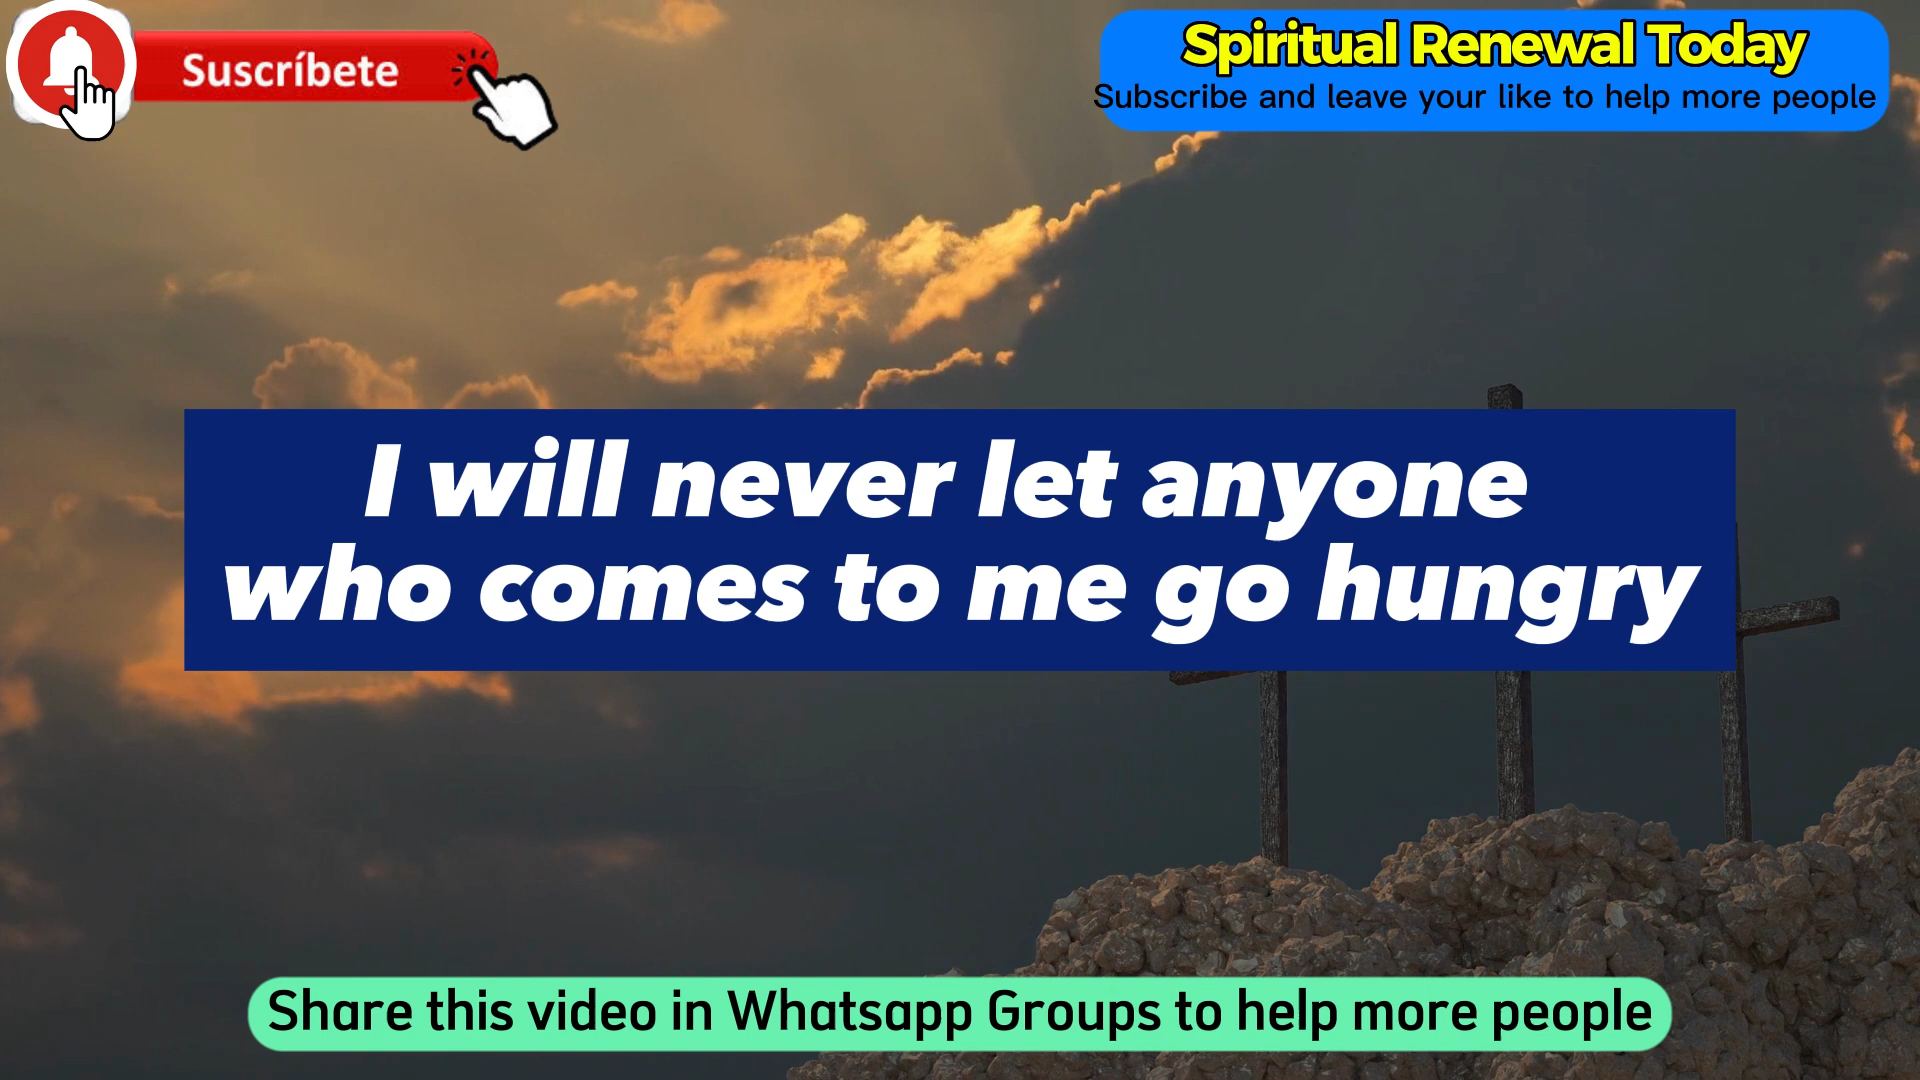 Suscríbete
Spiritual Renewal Today
Subscribe and leave your like to help more people
I will never let anyone
who comes to me go hungry
Share this video in Whatsapp Groups to help more people